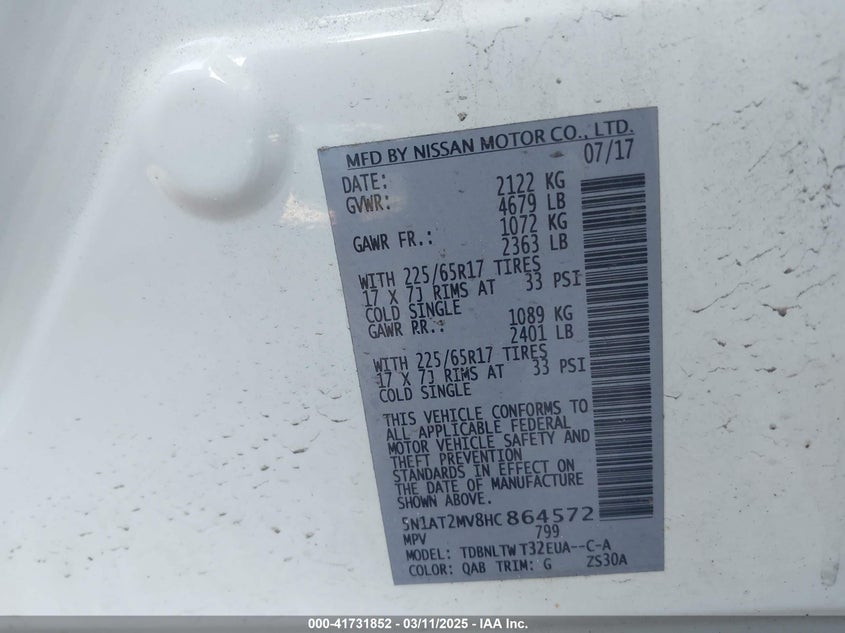 MFD BY NISSAN MOTOR CO., LTD.
DATE: 07/17
GVWR: 2122 KG
4679 LB
GAWR FR.: 1072 KG
2363 LB
WITH 225/65R17 TIRES
17 X 7J RIMS AT 33 PSI
COLD SINGLE
GAWR RR.: 1089 KG
2401 LB
WITH 225/65R17 TIRES
17 X 7J RIMS AT 33 PSI
COLD SINGLE
THIS VEHICLE CONFORMS TO
ALL APPLICABLE FEDERAL
MOTOR VEHICLE SAFETY AND
THEFT PREVENTION
STANDARDS IN EFFECT ON
THE DATE OF MANUFACTURE
SHOWN ABOVE.
5N1AT2MV8HC 864572
MPV 799
MODEL: TDBNLTW T32EUA--C-A
COLOR: QAB TRIM: G ZS30A
000-41731852 - 03/11/2025 - IAA Inc.